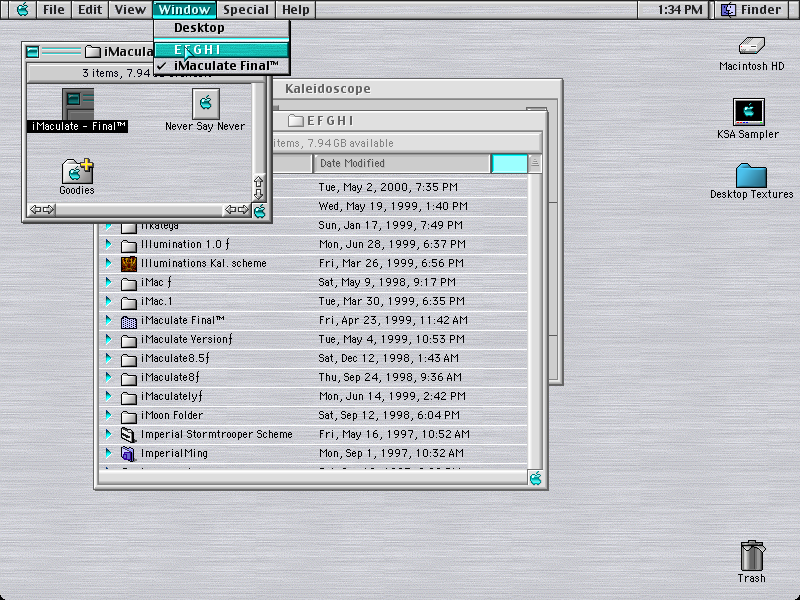 File Edit View Window Special Help 1:34 PM Finder
Desktop
E F G H I
✓ iMaculate Final™
iMacula
3 items, 7.94
iMaculate - Final™
Never Say Never
Goodies
Kaleidoscope
E F G H I
items, 7.94 GB available
Date Modified
Tue, May 2, 2000, 7:35 PM
Wed, May 19, 1999, 1:40 PM
Sun, Jan 17, 1999, 7:49 PM
Illumination 1.0 ƒ Mon, Jun 28, 1999, 6:37 PM
Illuminations Kal. scheme Fri, Mar 26, 1999, 6:56 PM
iMac ƒ Sat, May 9, 1998, 9:17 PM
iMac.1 Tue, Mar 30, 1999, 6:35 PM
iMaculate Final™ Fri, Apr 23, 1999, 11:42 AM
iMaculate Versionƒ Tue, May 4, 1999, 10:53 PM
iMaculate8.5ƒ Sat, Dec 12, 1998, 1:43 AM
iMaculate8ƒ Thu, Sep 24, 1998, 9:36 AM
iMaculatelyƒ Mon, Jun 14, 1999, 2:42 PM
iMoon Folder Sat, Sep 12, 1998, 6:04 PM
Imperial Stormtrooper Scheme Fri, May 16, 1997, 10:52 AM
ImperialMing Mon, Sep 1, 1997, 10:32 AM
Macintosh HD
KSA Sampler
Desktop Textures
Trash